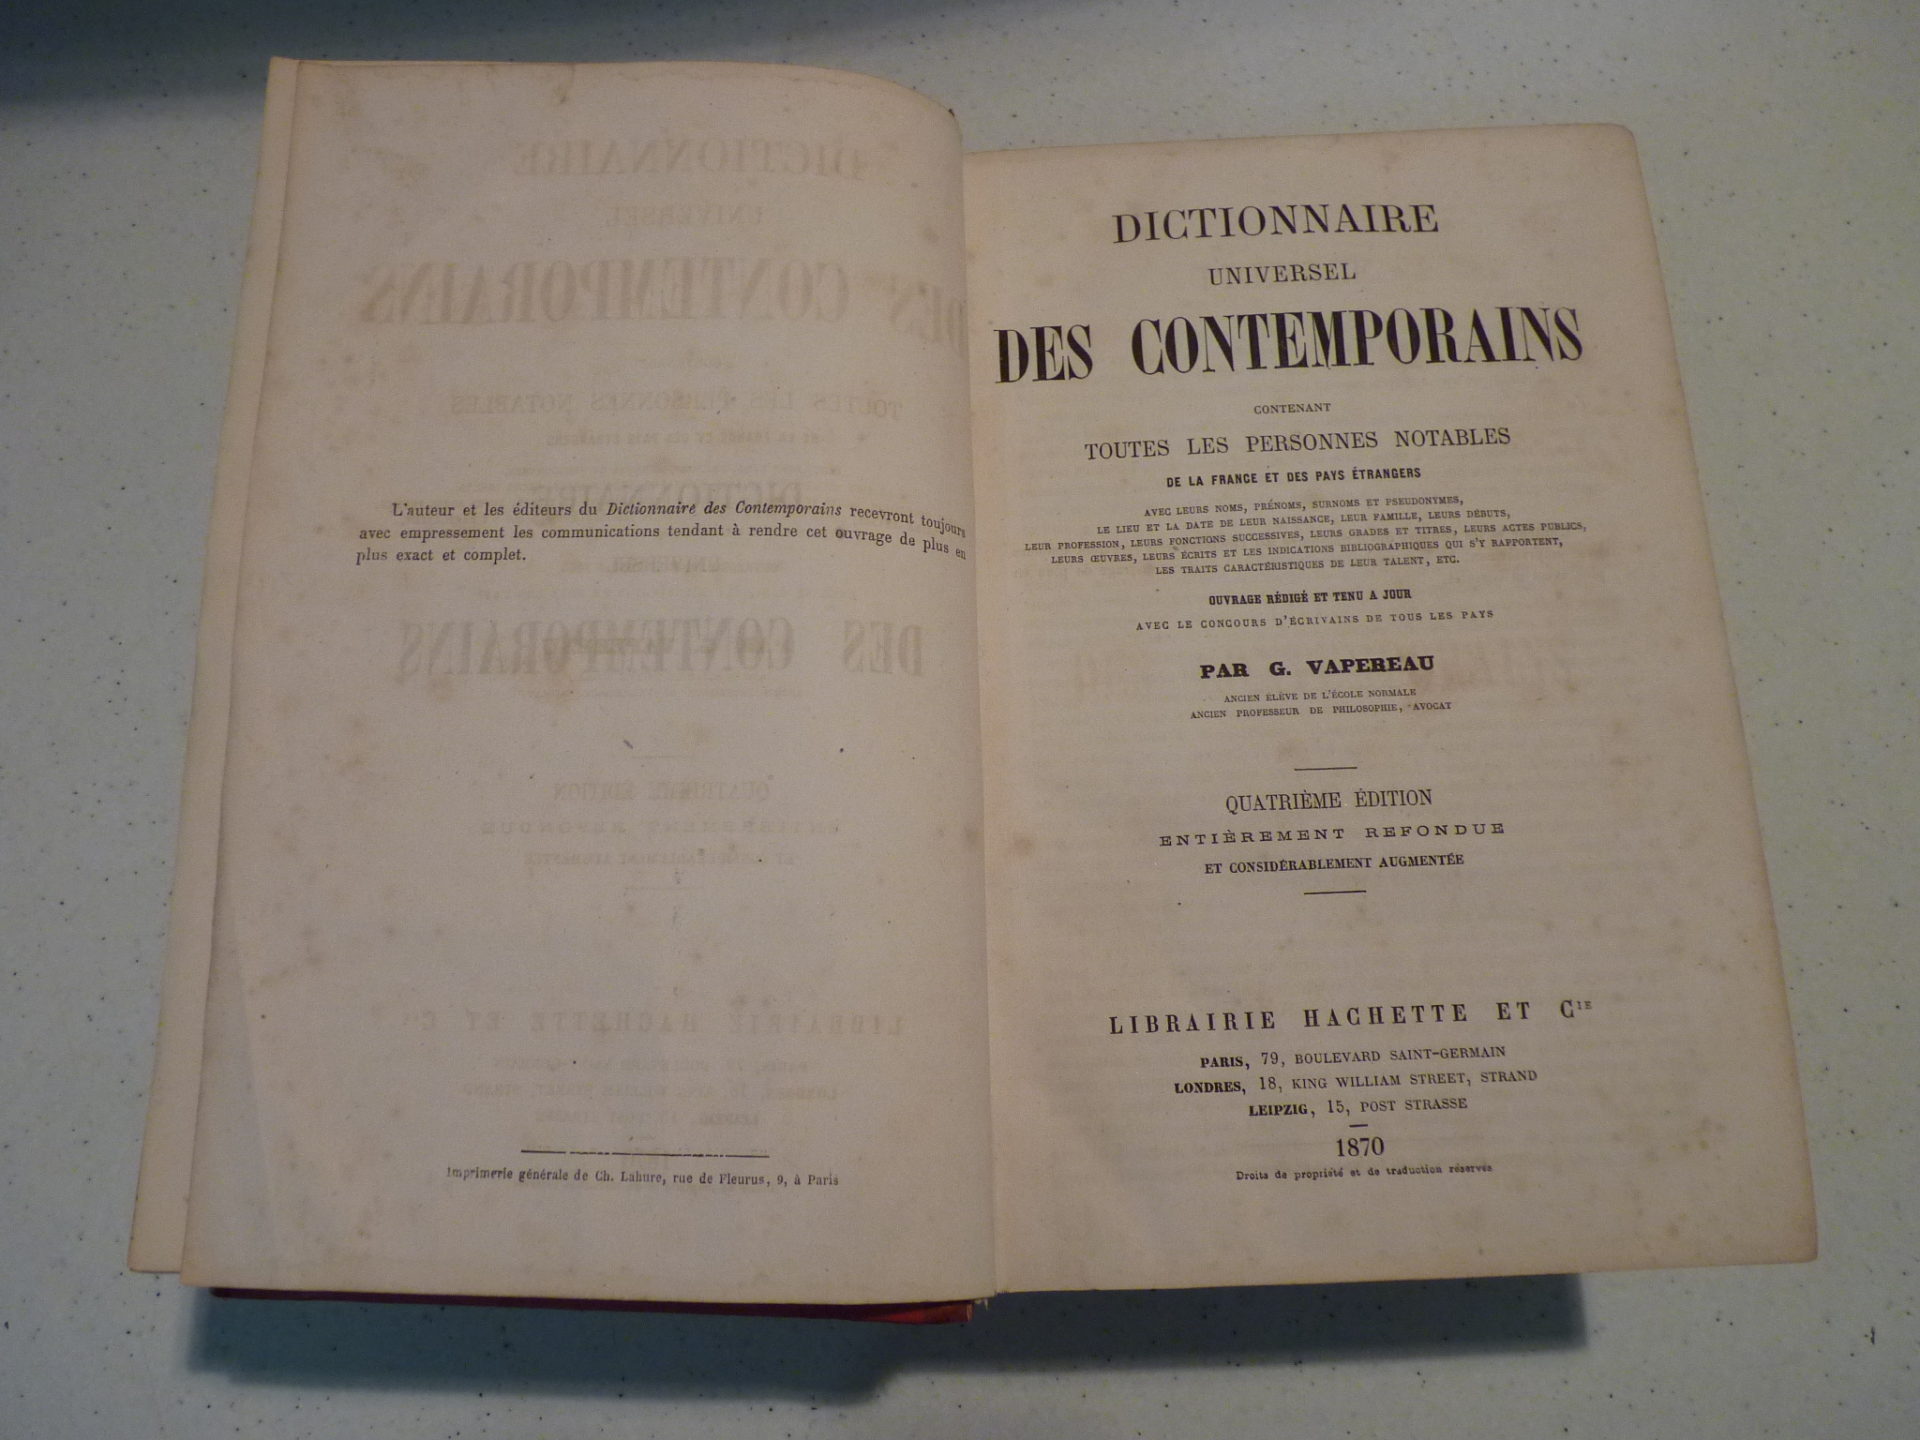 L'auteur et les éditeurs du Dictionnaire des Contemporains recevront toujours
avec empressement les communications tendant à rendre cet ouvrage de plus en
plus exact et complet.
Imprimerie générale de Ch. Lahure, rue de Fleurus, 9, à Paris
DICTIONNAIRE
UNIVERSEL
DES CONTEMPORAINS
CONTENANT
TOUTES LES PERSONNES NOTABLES
DE LA FRANCE ET DES PAYS ÉTRANGERS
AVEC LEURS NOMS, PRÉNOMS, SURNOMS ET PSEUDONYMES,
LE LIEU ET LA DATE DE LEUR NAISSANCE, LEUR FAMILLE, LEURS DÉBUTS,
LEUR PROFESSION, LEURS FONCTIONS SUCCESSIVES, LEURS GRADES ET TITRES, LEURS ACTES PUBLICS,
LEURS ŒUVRES, LEURS ÉCRITS ET LES INDICATIONS BIBLIOGRAPHIQUES QUI S'Y RAPPORTENT,
LES TRAITS CARACTÉRISTIQUES DE LEUR TALENT, ETC.
OUVRAGE RÉDIGÉ ET TENU A JOUR
AVEC LE CONCOURS D'ÉCRIVAINS DE TOUS LES PAYS
PAR G. VAPEREAU
ANCIEN ÉLÈVE DE L'ÉCOLE NORMALE
ANCIEN PROFESSEUR DE PHILOSOPHIE, AVOCAT
QUATRIÈME ÉDITION
ENTIÈREMENT REFONDUE
ET CONSIDÉRABLEMENT AUGMENTÉE
LIBRAIRIE HACHETTE ET Cie
PARIS, 79, BOULEVARD SAINT-GERMAIN
LONDRES, 18, KING WILLIAM STREET, STRAND
LEIPZIG, 15, POST STRASSE
1870
Droits de propriété et de traduction réservés